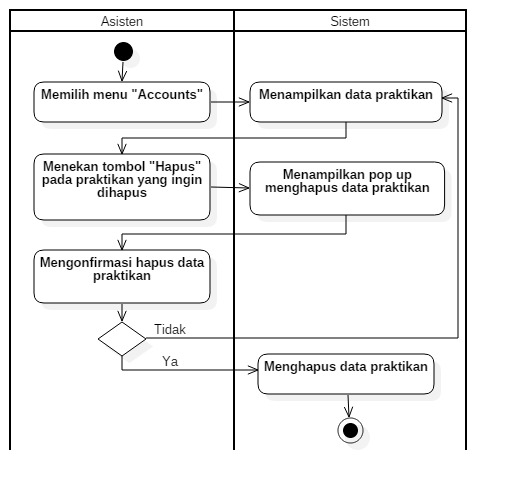 Asisten
Sistem
Memilih menu "Accounts"
Menampilkan data praktikan
Menekan tombol "Hapus"
pada praktikan yang ingin
dihapus
Menampilkan pop up
menghapus data praktikan
Mengonfirmasi hapus data
praktikan
Tidak
Ya
Menghapus data praktikan